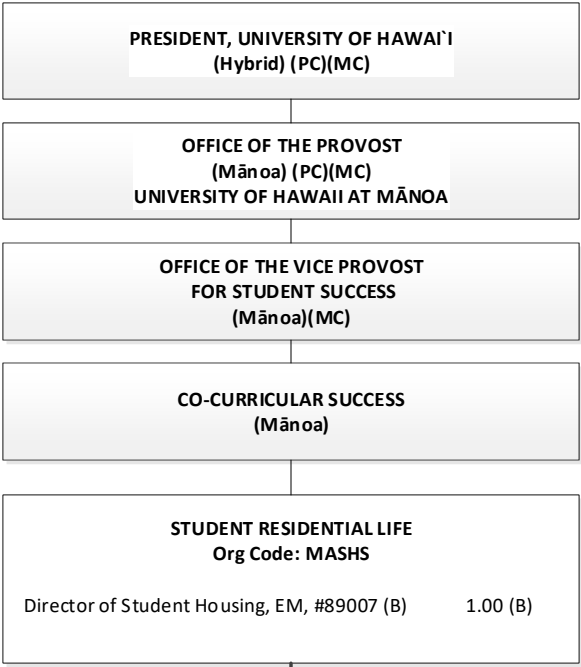 PRESIDENT, UNIVERSITY OF HAWAI`I
(Hybrid) (PC)(MC)
OFFICE OF THE PROVOST
(Mānoa) (PC)(MC)
UNIVERSITY OF HAWAII AT MĀNOA
OFFICE OF THE VICE PROVOST
FOR STUDENT SUCCESS
(Mānoa)(MC)
CO-CURRICULAR SUCCESS
(Mānoa)
STUDENT RESIDENTIAL LIFE
Org Code: MASHS
Director of Student Housing, EM, #89007 (B) 1.00 (B)